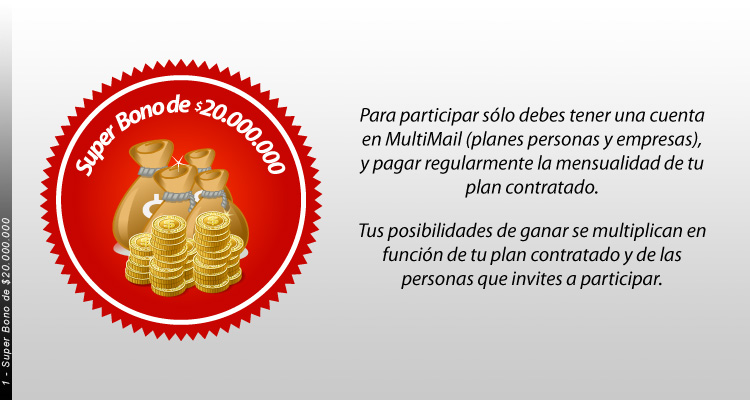 Super Bono de $20.000.000
Para participar sólo debes tener una cuenta
en MultiMail (planes personas y empresas),
y pagar regularmente la mensualidad de tu
plan contratado.
Tus posibilidades de ganar se multiplican en
función de tu plan contratado y de las
personas que invites a participar.
1 - Super Bono de $20.000.000